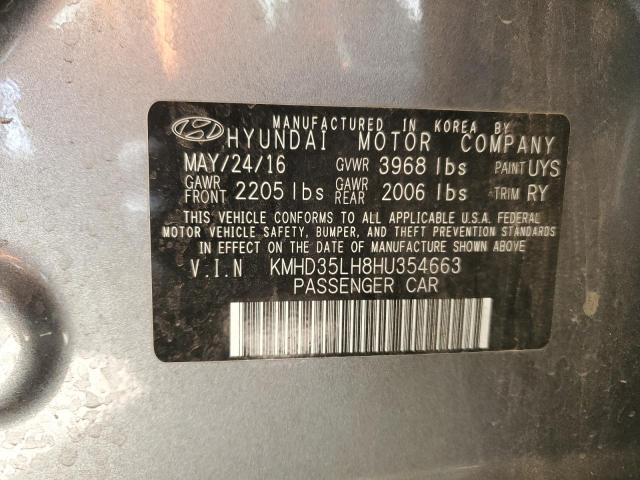 MANUFACTURED IN KOREA BY
HYUNDAI MOTOR COMPANY
MAY/24/16 GVWR 3968 lbs PAINT UYS
GAWR FRONT 2205 lbs GAWR REAR 2006 lbs TRIM RY
THIS VEHICLE CONFORMS TO ALL APPLICABLE U.S.A. FEDERAL
MOTOR VEHICLE SAFETY, BUMPER, AND THEFT PREVENTION STANDARDS
IN EFFECT ON THE DATE OF MANUFACTURE SHOWN ABOVE
V.I.N KMHD35LH8HU354663
PASSENGER CAR